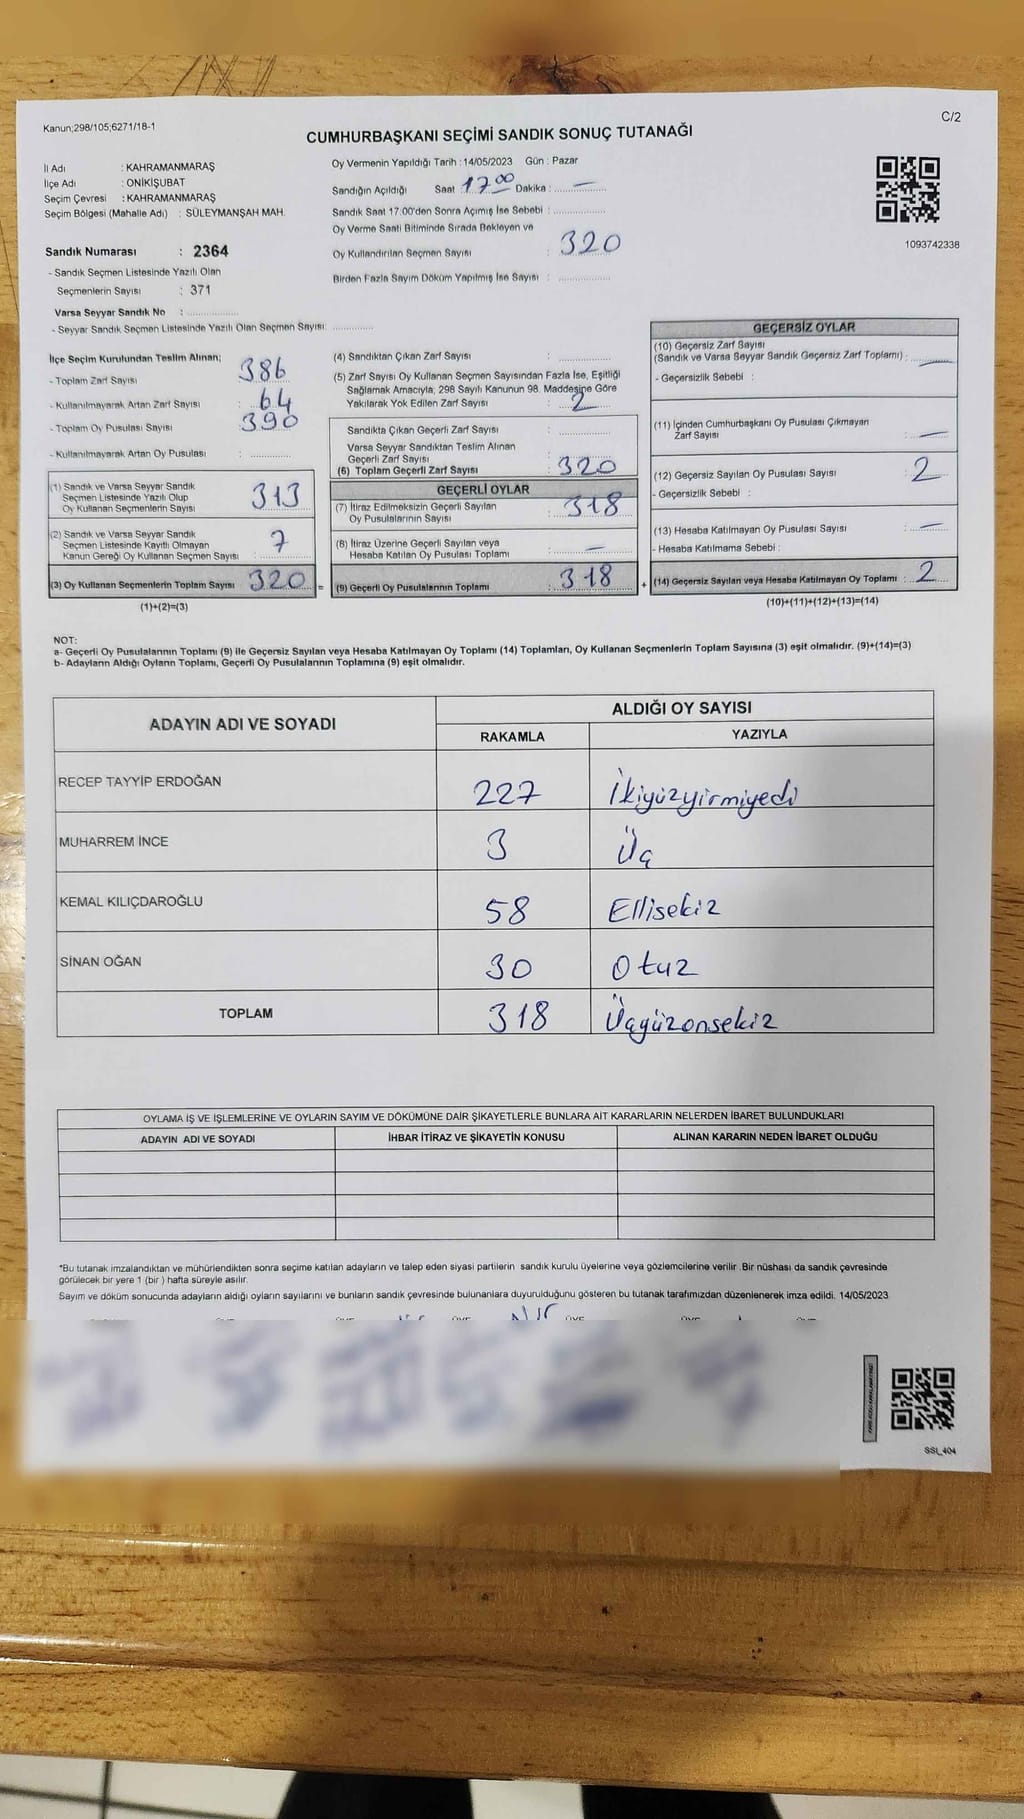 Kanun;298/105;6271/18-1
C/2
CUMHURBAŞKANI SEÇİMİ SANDIK SONUÇ TUTANAĞI
İl Adı : KAHRAMANMARAŞ
İlçe Adı : ONİKİŞUBAT
Seçim Çevresi : KAHRAMANMARAŞ
Seçim Bölgesi (Mahalle Adı) : SÜLEYMANŞAH MAH.
Oy Vermenin Yapıldığı Tarih : 14/05/2023 Gün : Pazar
Sandığın Açıldığı Saat 17 00 Dakika : —
Sandık Saat 17:00'den Sonra Açımış İse Sebebi :
Oy Verme Saati Bitiminde Sırada Bekleyen ve
Oy Kullandırılan Seçmen Sayısı : 320
Birden Fazla Sayım Döküm Yapılmış İse Sayısı :
1093742338
Sandık Numarası : 2364
- Sandık Seçmen Listesinde Yazılı Olan
Seçmenlerin Sayısı : 371
Varsa Seyyar Sandık No :
- Seyyar Sandık Seçmen Listesinde Yazılı Olan Seçmen Sayısı:
İlçe Seçim Kurulundan Teslim Alınan;
- Toplam Zarf Sayısı 386
- Kullanılmayarak Artan Zarf Sayısı : 64
- Toplam Oy Pusulası Sayısı : 390
- Kullanılmayarak Artan Oy Pusulası :
(1) Sandık ve Varsa Seyyar Sandık
Seçmen Listesinde Yazılı Olup
Oy Kullanan Seçmenlerin Sayısı : 313
(2) Sandık ve Varsa Seyyar Sandık
Seçmen Listesinde Kayıtlı Olmayan
Kanun Gereği Oy Kullanan Seçmen Sayısı : 7
(3) Oy Kullanan Seçmenlerin Toplam Sayısı 320 =
(1)+(2)=(3)
(4) Sandıktan Çıkan Zarf Sayısı :
(5) Zarf Sayısı Oy Kullanan Seçmen Sayısından Fazla İse, Eşitliği
Sağlamak Amacıyla; 298 Sayılı Kanunun 98. Maddesine Göre
Yakılarak Yok Edilen Zarf Sayısı : 2
Sandıkta Çıkan Geçerli Zarf Sayısı :
Varsa Seyyar Sandıktan Teslim Alınan
Geçerli Zarf Sayısı :
(6) Toplam Geçerli Zarf Sayısı : 320
GEÇERLİ OYLAR
(7) İtiraz Edilmeksizin Geçerli Sayılan
Oy Pusulalarının Sayısı : 318
(8) İtiraz Üzerine Geçerli Sayılan veya
Hesaba Katılan Oy Pusulası Toplamı : —
(9) Geçerli Oy Pusulalarının Toplamı : 318 +
GEÇERSİZ OYLAR
(10) Geçersiz Zarf Sayısı
(Sandık ve Varsa Seyyar Sandık Geçersiz Zarf Toplamı) : —
- Geçersizlik Sebebi :
(11) İçinden Cumhurbaşkanı Oy Pusulası Çıkmayan
Zarf Sayısı : —
(12) Geçersiz Sayılan Oy Pusulası Sayısı : 2
- Geçersizlik Sebebi :
(13) Hesaba Katılmayan Oy Pusulası Sayısı : —
- Hesaba Katılmama Sebebi :
(14) Geçersiz Sayılan veya Hesaba Katılmayan Oy Toplamı : 2
(10)+(11)+(12)+(13)=(14)
NOT:
a- Geçerli Oy Pusulalarının Toplamı (9) ile Geçersiz Sayılan veya Hesaba Katılmayan Oy Toplamı (14) Toplamları, Oy Kullanan Seçmenlerin Toplam Sayısına (3) eşit olmalıdır. (9)+(14)=(3)
b- Adayların Aldığı Oyların Toplamı, Geçerli Oy Pusulalarının Toplamına (9) eşit olmalıdır.
ADAYIN ADI VE SOYADI
ALDIĞI OY SAYISI
RAKAMLA YAZIYLA
RECEP TAYYİP ERDOĞAN 227 İkiyüzyirmiyedi
MUHARREM İNCE 3 Üç
KEMAL KILIÇDAROĞLU 58 Ellisekiz
SİNAN OĞAN 30 Otuz
TOPLAM 318 Üçyüzonsekiz
OYLAMA İŞ VE İŞLEMLERİNE VE OYLARIN SAYIM VE DÖKÜMÜNE DAİR ŞİKAYETLERLE BUNLARA AİT KARARLARIN NELERDEN İBARET BULUNDUKLARI
ADAYIN ADI VE SOYADI İHBAR İTİRAZ VE ŞİKAYETİN KONUSU ALINAN KARARIN NEDEN İBARET OLDUĞU
*Bu tutanak imzalandıktan ve mühürlendikten sonra seçime katılan adayların ve talep eden siyasi partilerin sandık kurulu üyelerine veya gözlemcilerine verilir .Bir nüshası da sandık çevresinde
görülecek bir yere 1 (bir ) hafta süreyle asılır.
Sayım ve döküm sonucunda adayların aldığı oyların sayılarını ve bunların sandık çevresinde bulunanlara duyurulduğunu gösteren bu tutanak tarafımızdan düzenlenerek imza edildi. 14/05/2023
SSL_404